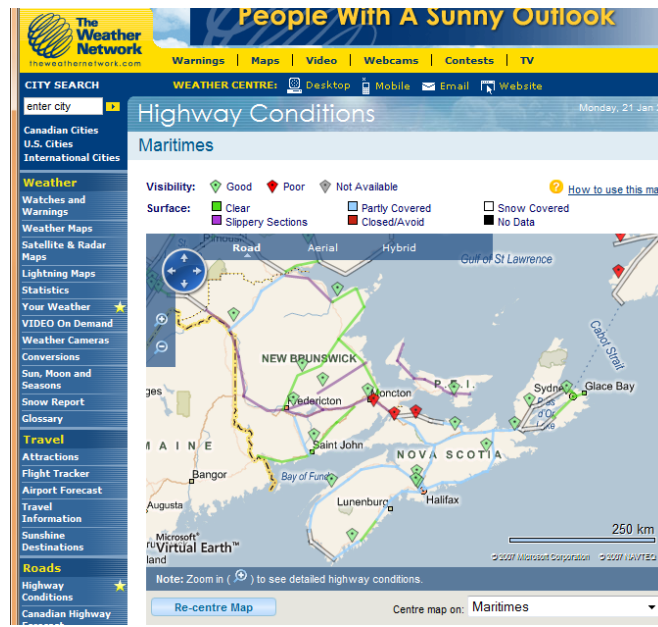 People With A Sunny Outlook
The Weather Network
theweathernetwork.com
Warnings | Maps | Video | Webcams | Contests | TV
CITY SEARCH
WEATHER CENTRE: Desktop Mobile Email Website
enter city
Canadian Cities
U.S. Cities
International Cities
Highway Conditions
Monday, 21 Jan
Maritimes
Visibility: Good Poor Not Available
How to use this ma
Surface: Clear Partly Covered Snow Covered
Slippery Sections Closed/Avoid No Data
Weather
Watches and
Warnings
Weather Maps
Satellite & Radar
Maps
Lightning Maps
Statistics
Your Weather
VIDEO On Demand
Weather Cameras
Conversions
Sun, Moon and
Seasons
Snow Report
Glossary
Travel
Attractions
Flight Tracker
Airport Forecast
Travel
Information
Sunshine
Destinations
Roads
Highway
Conditions
Canadian Highway
Road Aerial Hybrid
Gulf of St Lawrence
Cabot Strait
NEW BRUNSWICK
P.E.I.
Glace Bay
Moncton
MAINE
Saint John
NOVA SCOTIA
Bangor
Bay of
Lunenburg
Halifax
Augusta
250 km
Microsoft®
Virtual Earth™
© 2007 Microsoft Corporation © 2007 NAVTEQ
Note: Zoom in ( ) to see detailed highway conditions.
Re-centre Map
Centre map on: Maritimes